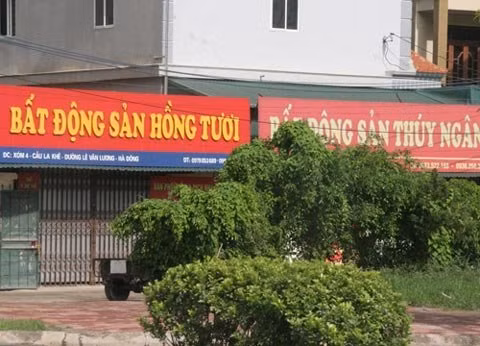 BẤT ĐỘNG SẢN HỒNG TƯƠI
ĐC: XÓM 4 - CẦU LA KHÊ - ĐƯỜNG LÊ VĂN LƯƠNG - HÀ ĐÔNG
BẤT ĐỘNG SẢN THÚY NGÂN